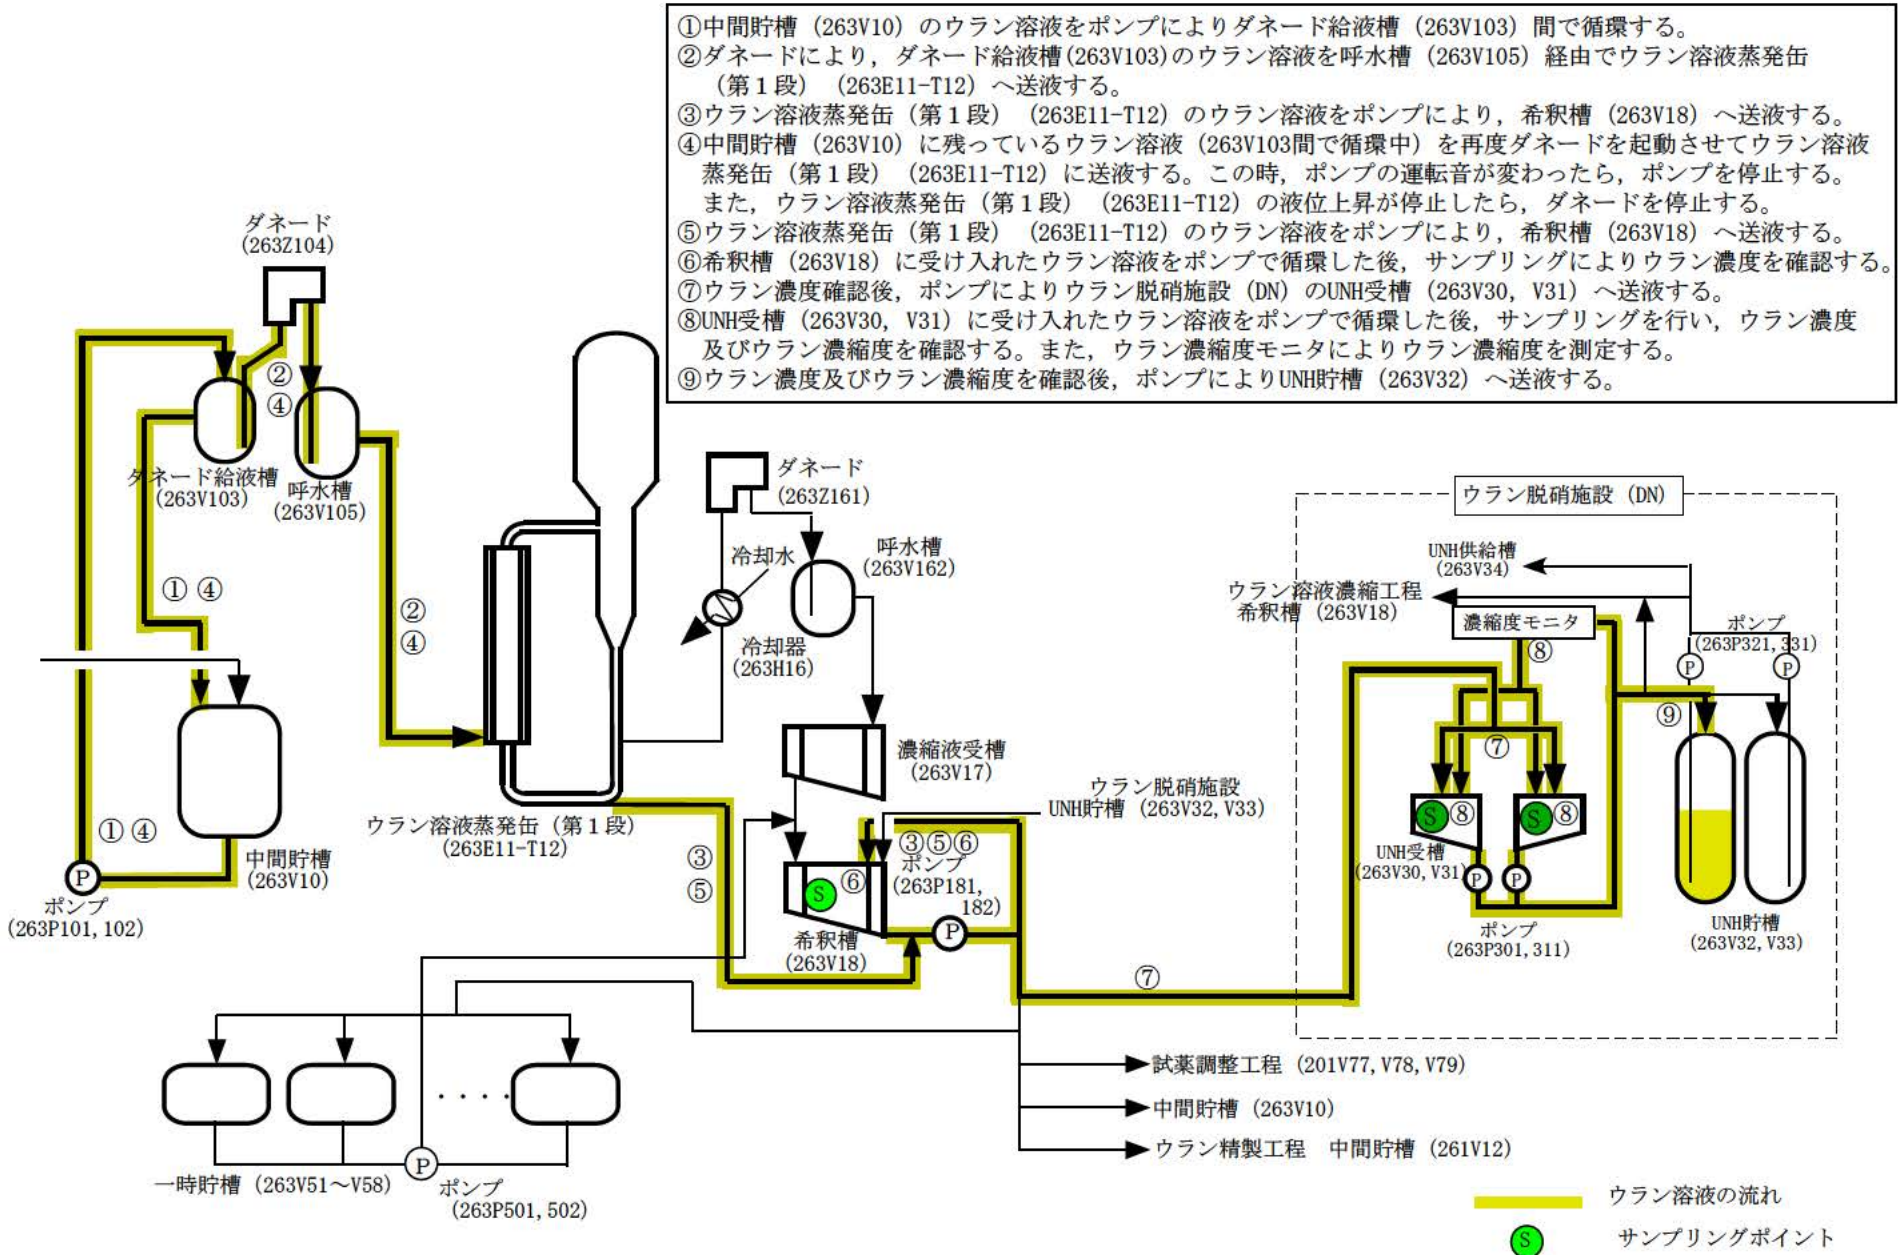 ①中間貯槽（263V10）のウラン溶液をポンプによりダネード給液槽（263V103）間で循環する。
②ダネードにより，ダネード給液槽(263V103)のウラン溶液を呼水槽（263V105）経由でウラン溶液蒸発缶
（第１段）（263E11-T12）へ送液する。
③ウラン溶液蒸発缶（第１段）（263E11-T12）のウラン溶液をポンプにより，希釈槽（263V18）へ送液する。
④中間貯槽（263V10）に残っているウラン溶液（263V103間で循環中）を再度ダネードを起動させてウラン溶液
蒸発缶（第１段）（263E11-T12）に送液する。この時，ポンプの運転音が変わったら，ポンプを停止する。
また，ウラン溶液蒸発缶（第１段）（263E11-T12）の液位上昇が停止したら，ダネードを停止する。
⑤ウラン溶液蒸発缶（第１段）（263E11-T12）のウラン溶液をポンプにより，希釈槽（263V18）へ送液する。
⑥希釈槽（263V18）に受け入れたウラン溶液をポンプで循環した後，サンプリングによりウラン濃度を確認する。
⑦ウラン濃度確認後，ポンプによりウラン脱硝施設（DN）のUNH受槽（263V30, V31）へ送液する。
⑧UNH受槽（263V30, V31）に受け入れたウラン溶液をポンプで循環した後，サンプリングを行い，ウラン濃度
及びウラン濃縮度を確認する。また，ウラン濃縮度モニタによりウラン濃縮度を測定する。
⑨ウラン濃度及びウラン濃縮度を確認後，ポンプによりUNH貯槽（263V32）へ送液する。
ダネード
(263Z104)
②
④
ダネード給液槽
(263V103)
呼水槽
(263V105)
① ④
②
④
① ④
中間貯槽
(263V10)
P
ポンプ
(263P101, 102)
ウラン溶液蒸発缶（第１段）
(263E11-T12)
ダネード
(263Z161)
冷却水
呼水槽
(263V162)
冷却器
(263H16)
濃縮液受槽
(263V17)
ウラン脱硝施設
UNH貯槽（263V32, V33）
③
⑤
③⑤⑥
ポンプ
(263P181,
182)
S
⑥
P
希釈槽
(263V18)
⑦
ウラン脱硝施設（DN）
UNH供給槽
(263V34)
ウラン溶液濃縮工程
希釈槽（263V18）
濃縮度モニタ
ポンプ
(263P321, 331)
P
P
⑧
⑨
⑦
S
⑧
S
⑧
UNH受槽
(263V30, V31)
P
P
ポンプ
(263P301, 311)
UNH貯槽
(263V32, V33)
・・・・
P
一時貯槽（263V51～V58）
ポンプ
(263P501, 502)
試薬調整工程（201V77, V78, V79）
中間貯槽（263V10）
ウラン精製工程　中間貯槽（261V12）
ウラン溶液の流れ
S
サンプリングポイント